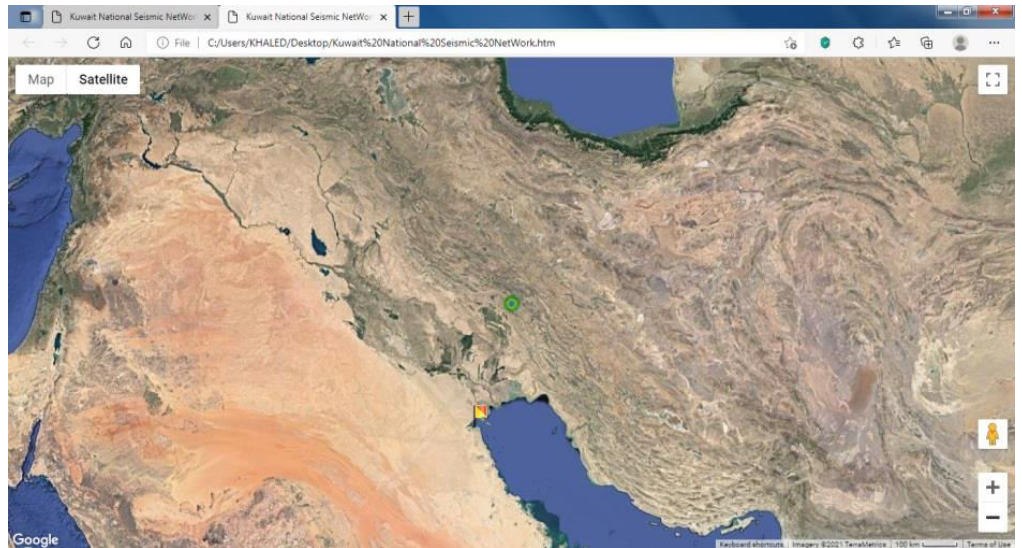 Kuwait National Seismic NetWor
Kuwait National Seismic NetWor
File | C:/Users/KHALED/Desktop/Kuwait%20National%20Seismic%20NetWork.htm
Map Satellite
Google
Keyboard shortcuts Imagery ©2021 TerraMetrics 100 km Terms of Use